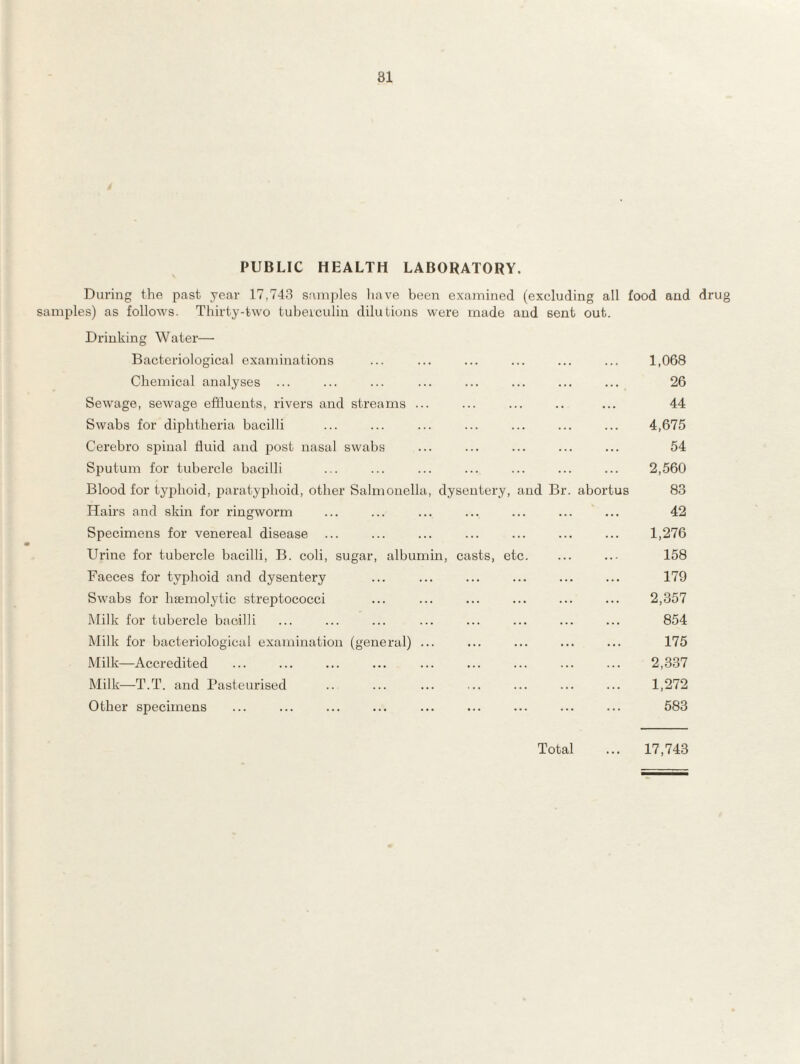 31
PUBLIC HEALTH LABORATORY.
During the past year 17,743 samples have been examined (excluding all food and drug
samples) as follows. Thirty-two tuberculin dilutions were made and sent out.
Drinking Water—
Bacteriological examinations ... ... ... ... ... ... 1,068
Chemical analyses ... ... ... ... ... ... ... ... 26
Sewage, sewage effluents, rivers and streams ... ... ... .. ... 44
Swabs for diphtheria bacilli ... ... ... ... ... ... ... 4,675
Cerebro spinal fluid and post nasal swabs ... ... ... ... ... 54
Sputum for tubercle bacilli ... ... ... ... ... ... ... 2,560
Blood for typhoid, paratyphoid, other Salmonella, dysentery, and Br. abortus 83
Hairs and skin for ringworm ... ... ... ... ... ... ... 42
Specimens for venereal disease ... ... ... ... ... ... ... 1,276
Urine for tubercle bacilli, B. coli, sugar, albumin, casts, etc. ... ... 158
Faeces for typhoid and dysentery ... ... ... ... ... ... 179
Swabs for hæmolytic streptococci ... ... ... ... ... ... 2,357
Milk for tubercle bacilli ... ... ... ... ... ... ... ... 854
Milk for bacteriological examination (general) ... ... ... ... ... 175
Milk—Accredited ... ... ... ... ... ... ... ... ... 2,337
Milk—T.T. and Pasteurised .. ... ... ... ... ... ... 1,272
Other specimens ... ... ... ... ... ... ... ... ... 583
Total ... 17,743